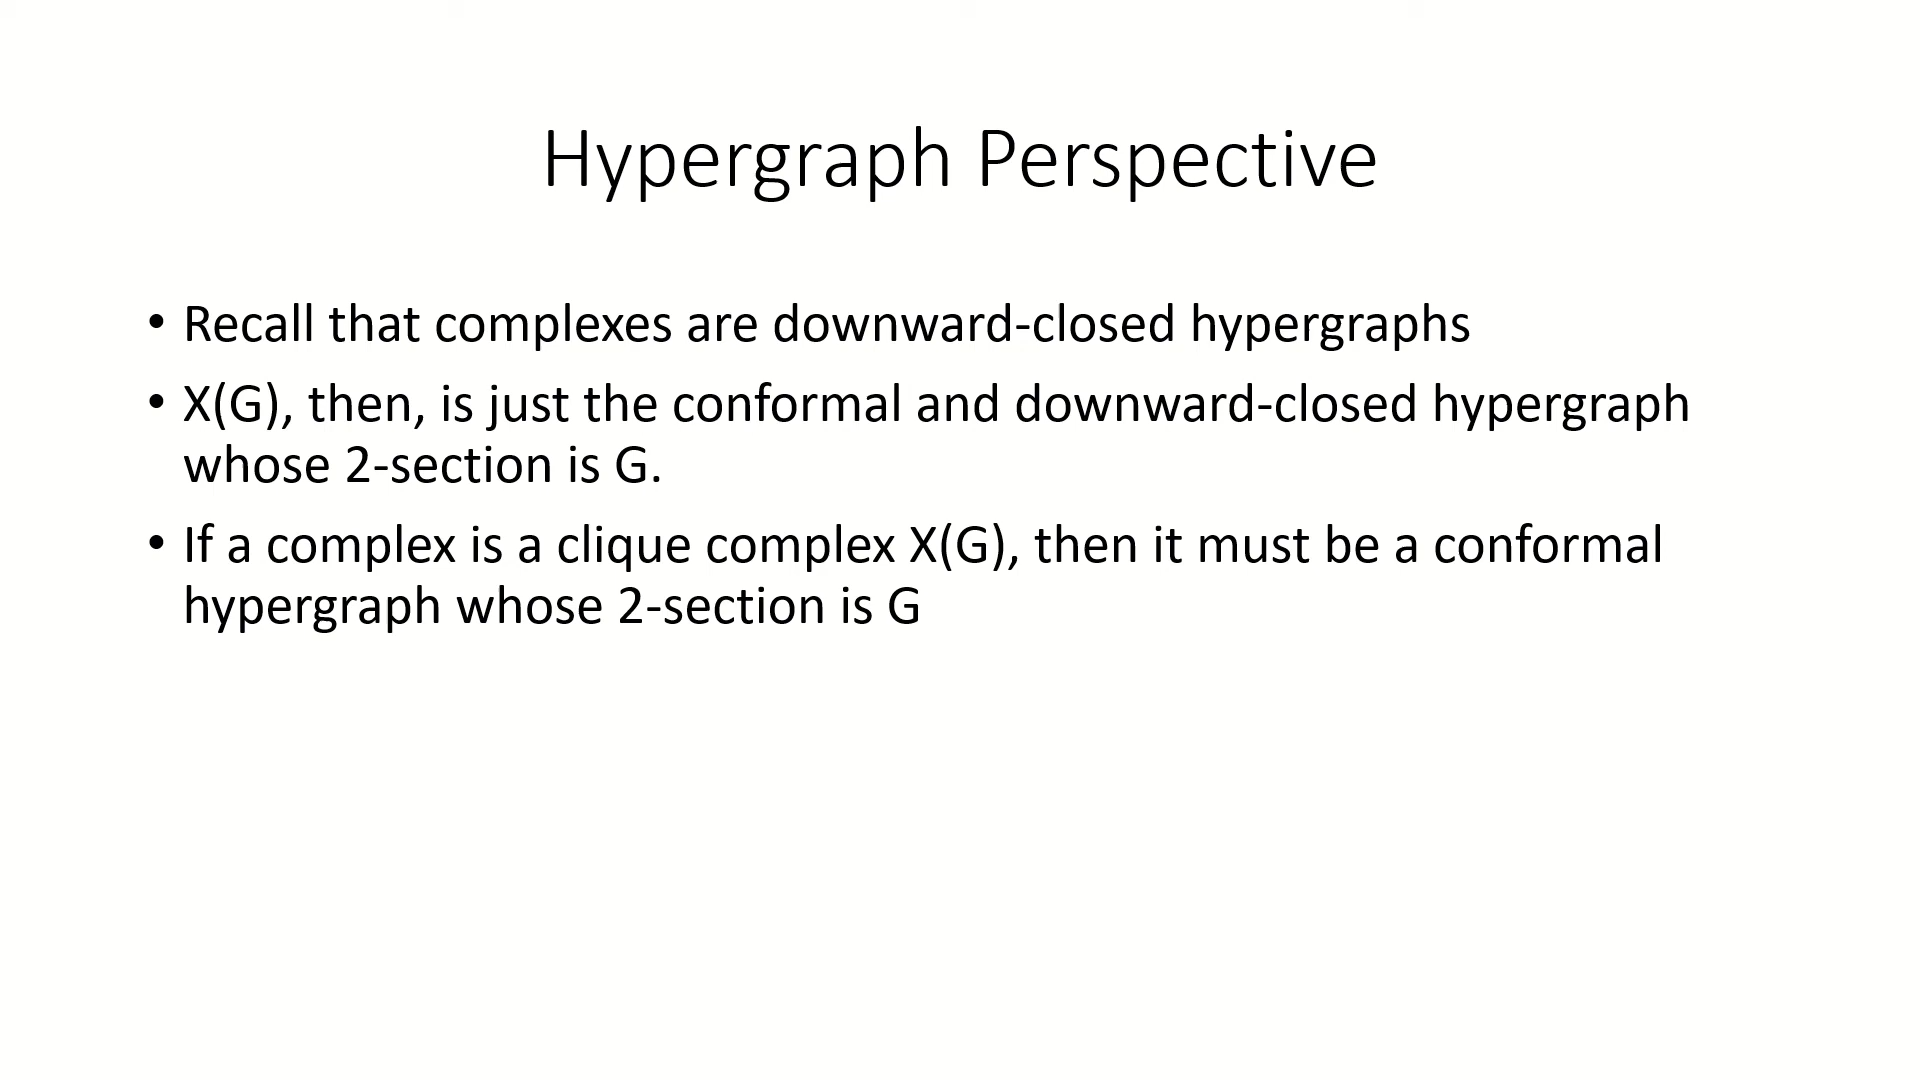 Hypergraph Perspective
• Recall that complexes are downward-closed hypergraphs
• X(G), then, is just the conformal and downward-closed hypergraph
whose 2-section is G.
• If a complex is a clique complex X(G), then it must be a conformal
hypergraph whose 2-section is G